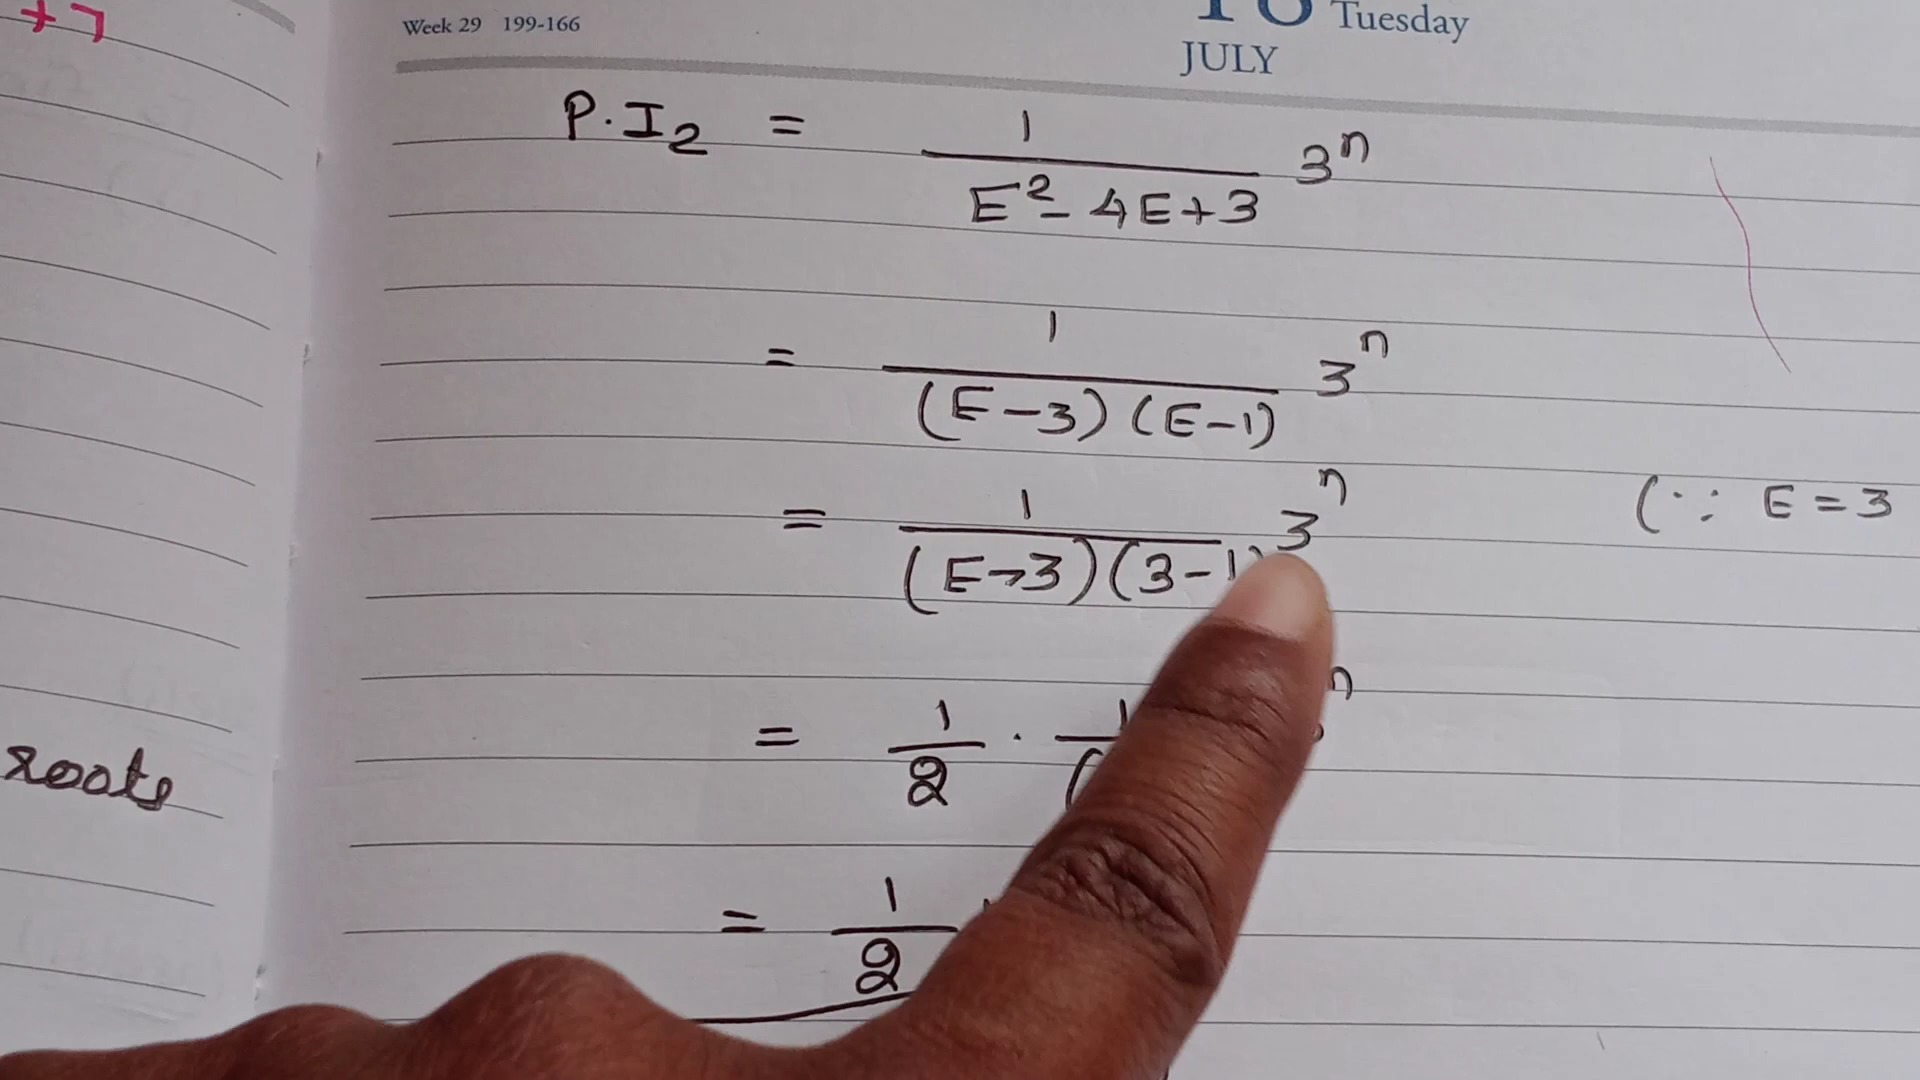 +7
Week 29 199-166
Tuesday
JULY
P.I₂ = 1/(E² - 4E + 3) 3ⁿ
= 1/((E - 3)(E - 1)) 3ⁿ
= 1/((E → 3)(3 - 1)) 3ⁿ (∵ E = 3
= 1/2 ·
roots
= 1/2